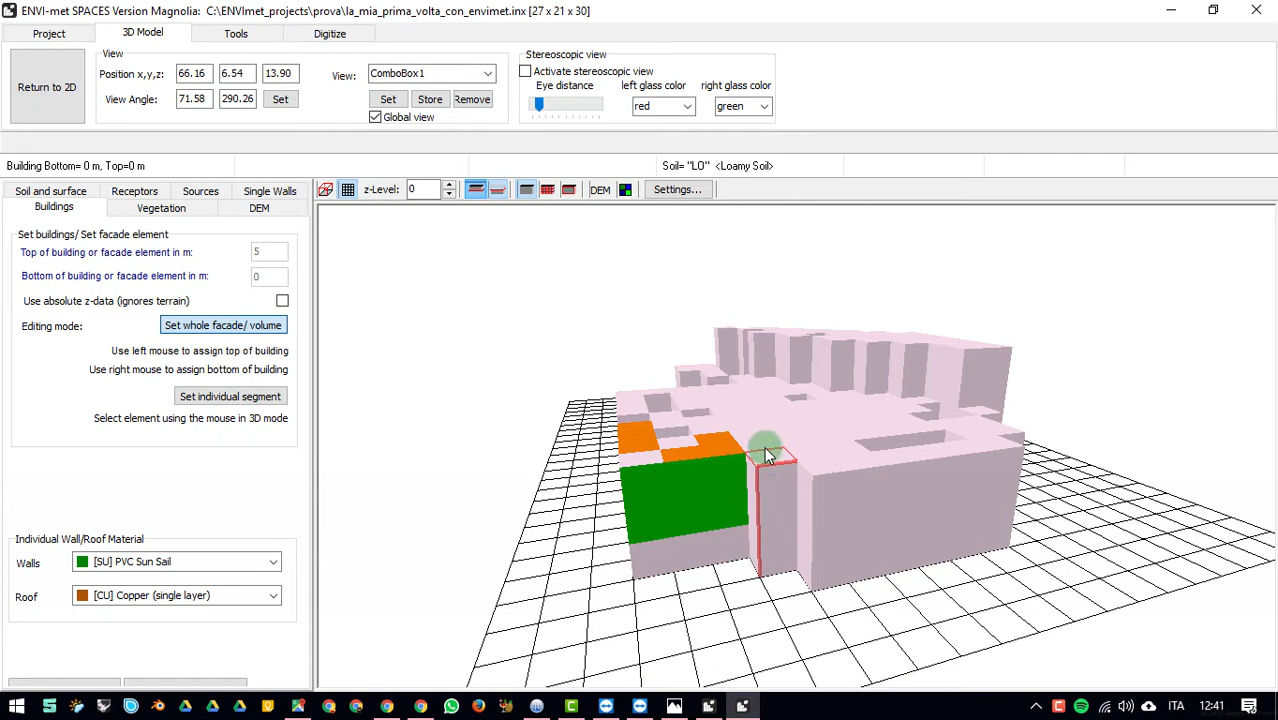 ENVI-met SPACES Version Magnolia: C:\ENVImet_projects\prova\la_mia_prima_volta_con_envimet.inx [27 x 21 x 30]
Project 3D Model Tools Digitize
Return to 2D
View
Position x,y,z: 66.16 6.54 13.90
View Angle: 71.58 290.26 Set
View: ComboBox1
Set Store Remove
Global view
Stereoscopic view
Activate stereoscopic view
Eye distance left glass color right glass color
red green
Building Bottom= 0 m, Top=0 m Soil= "LO" <Loamy Soil>
Soil and surface Receptors Sources Single Walls
Buildings Vegetation DEM
z-Level: 0 DEM Settings...
Set buildings/ Set facade element
Top of building or facade element in m: 5
Bottom of building or facade element in m: 0
Use absolute z-data (ignores terrain)
Editing mode: Set whole facade/ volume
Use left mouse to assign top of building
Use right mouse to assign bottom of building
Set individual segment
Select element using the mouse in 3D mode
Individual Wall/Roof Material
Walls [SU] PVC Sun Sail
Roof [CU] Copper (single layer)
ITA 12:41